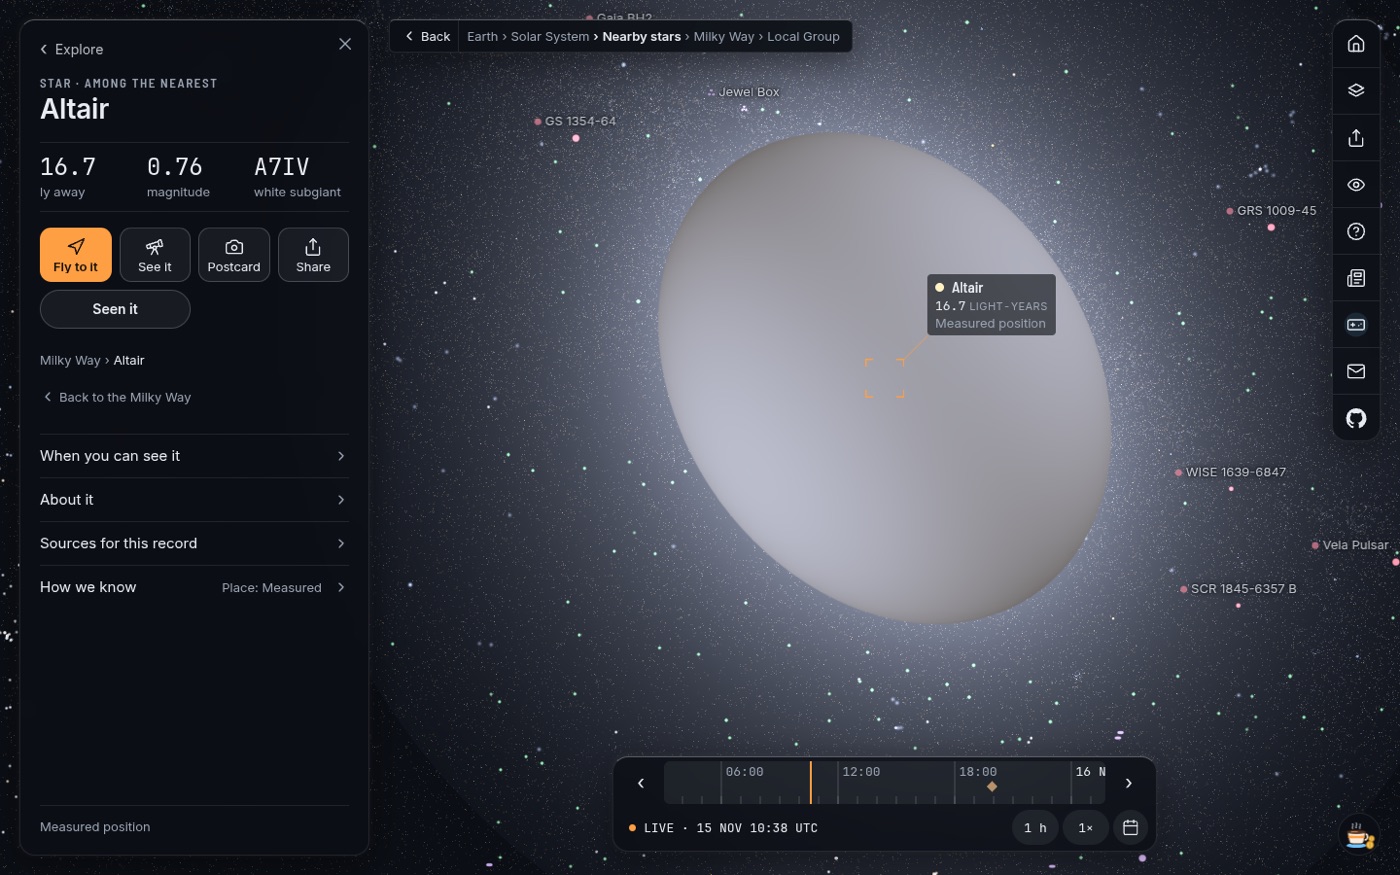 Explore
STAR · AMONG THE NEAREST
Altair
16.7 0.76 A7IV
ly away magnitude white subgiant
Fly to it See it Postcard Share
Seen it
Milky Way › Altair
Back to the Milky Way
When you can see it
About it
Sources for this record
How we know Place: Measured
Measured position
Gaia BH2
Back Earth › Solar System › Nearby stars › Milky Way › Local Group
Jewel Box
GS 1354-64
GRS 1009-45
Altair
16.7 LIGHT-YEARS
Measured position
WISE 1639-6847
Vela Pulsar
SCR 1845-6357 B
06:00 12:00 18:00 16 N
LIVE · 15 NOV 10:38 UTC 1 h 1×